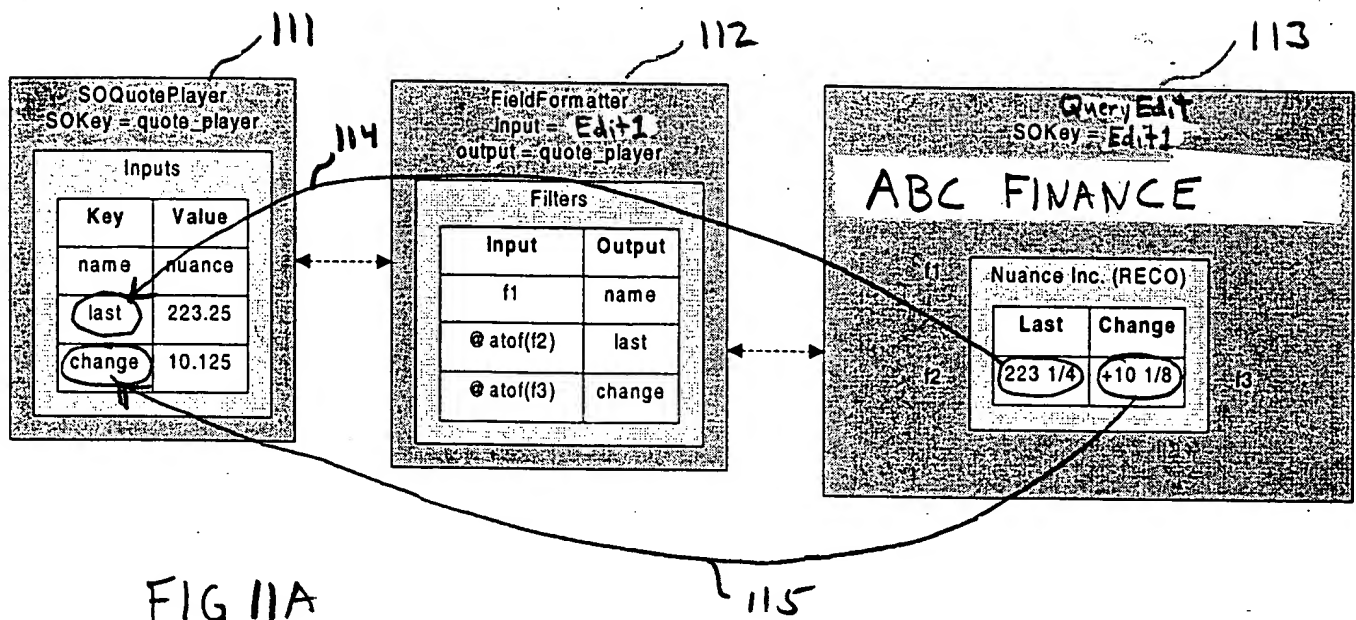 111
SOQuotePlayer
SOKey = quote_player
Inputs
Key Value
name nuance
last 223.25
change 10.125
114
112
FieldFormatter
Input = Edit1
output = quote_player
Filters
Input Output
f1 name
@atof(f2) last
@atof(f3) change
113
QueryEdit
SOKey = Edit1
ABC FINANCE
f1
Nuance Inc. (RECO)
Last Change
f2
223 1/4 +10 1/8
f3
115
FIG 11A